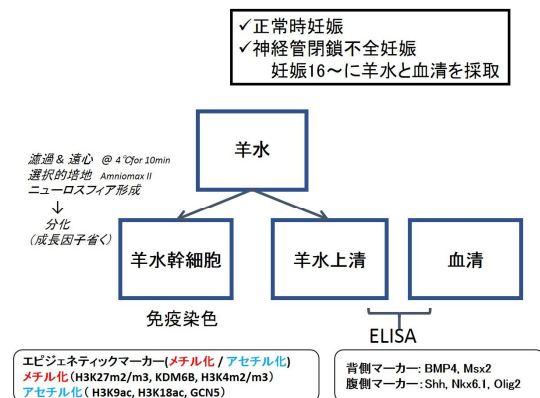 ✓正常時妊娠
✓神経管閉鎖不全妊娠
妊娠16～に羊水と血清を採取
羊水
濾過 & 遠心 @ 4℃for 10min
選択的培地 Amniomax II
ニューロスフィア形成
↓
分化
(成長因子省く)
羊水幹細胞
羊水上清
血清
免疫染色
ELISA
エピジェネティックマーカー(メチル化 / アセチル化)
メチル化(H3K27m2/m3, KDM6B, H3K4m2/m3)
アセチル化( H3K9ac, H3K18ac, GCN5)
背側マーカー: BMP4, Msx2
腹側マーカー: Shh, Nkx6.1, Olig2